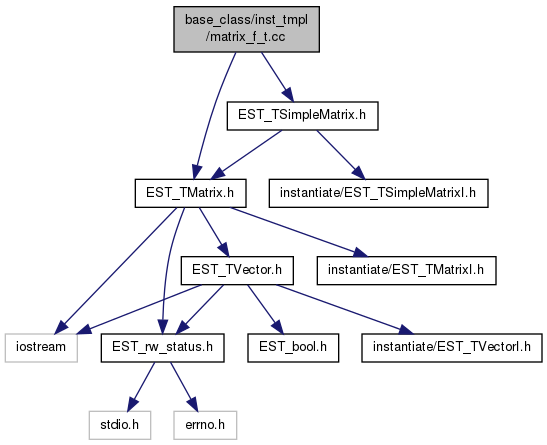 base_class/inst_tmpl
/matrix_f_t.cc
EST_TSimpleMatrix.h
EST_TMatrix.h
instantiate/EST_TSimpleMatrixI.h
EST_TVector.h
instantiate/EST_TMatrixI.h
iostream
EST_rw_status.h
EST_bool.h
instantiate/EST_TVectorI.h
stdio.h
errno.h